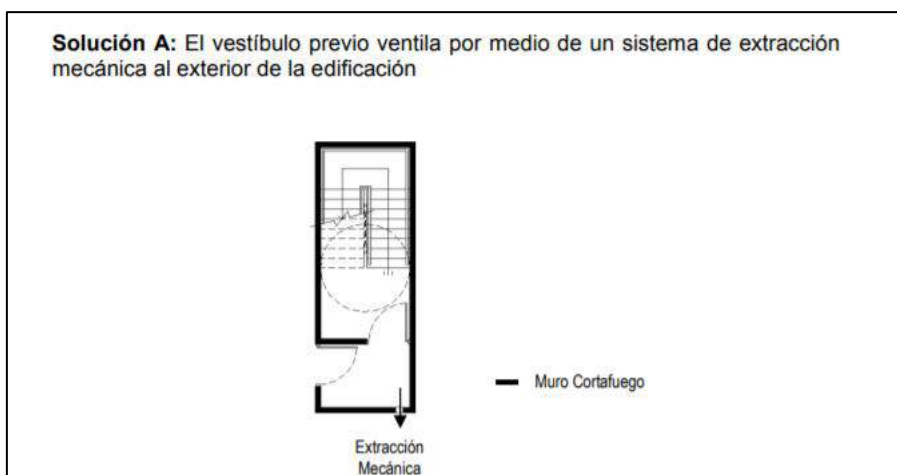 Solución A: El vestíbulo previo ventila por medio de un sistema de extracción
mecánica al exterior de la edificación
Muro Cortafuego
Extracción
Mecánica